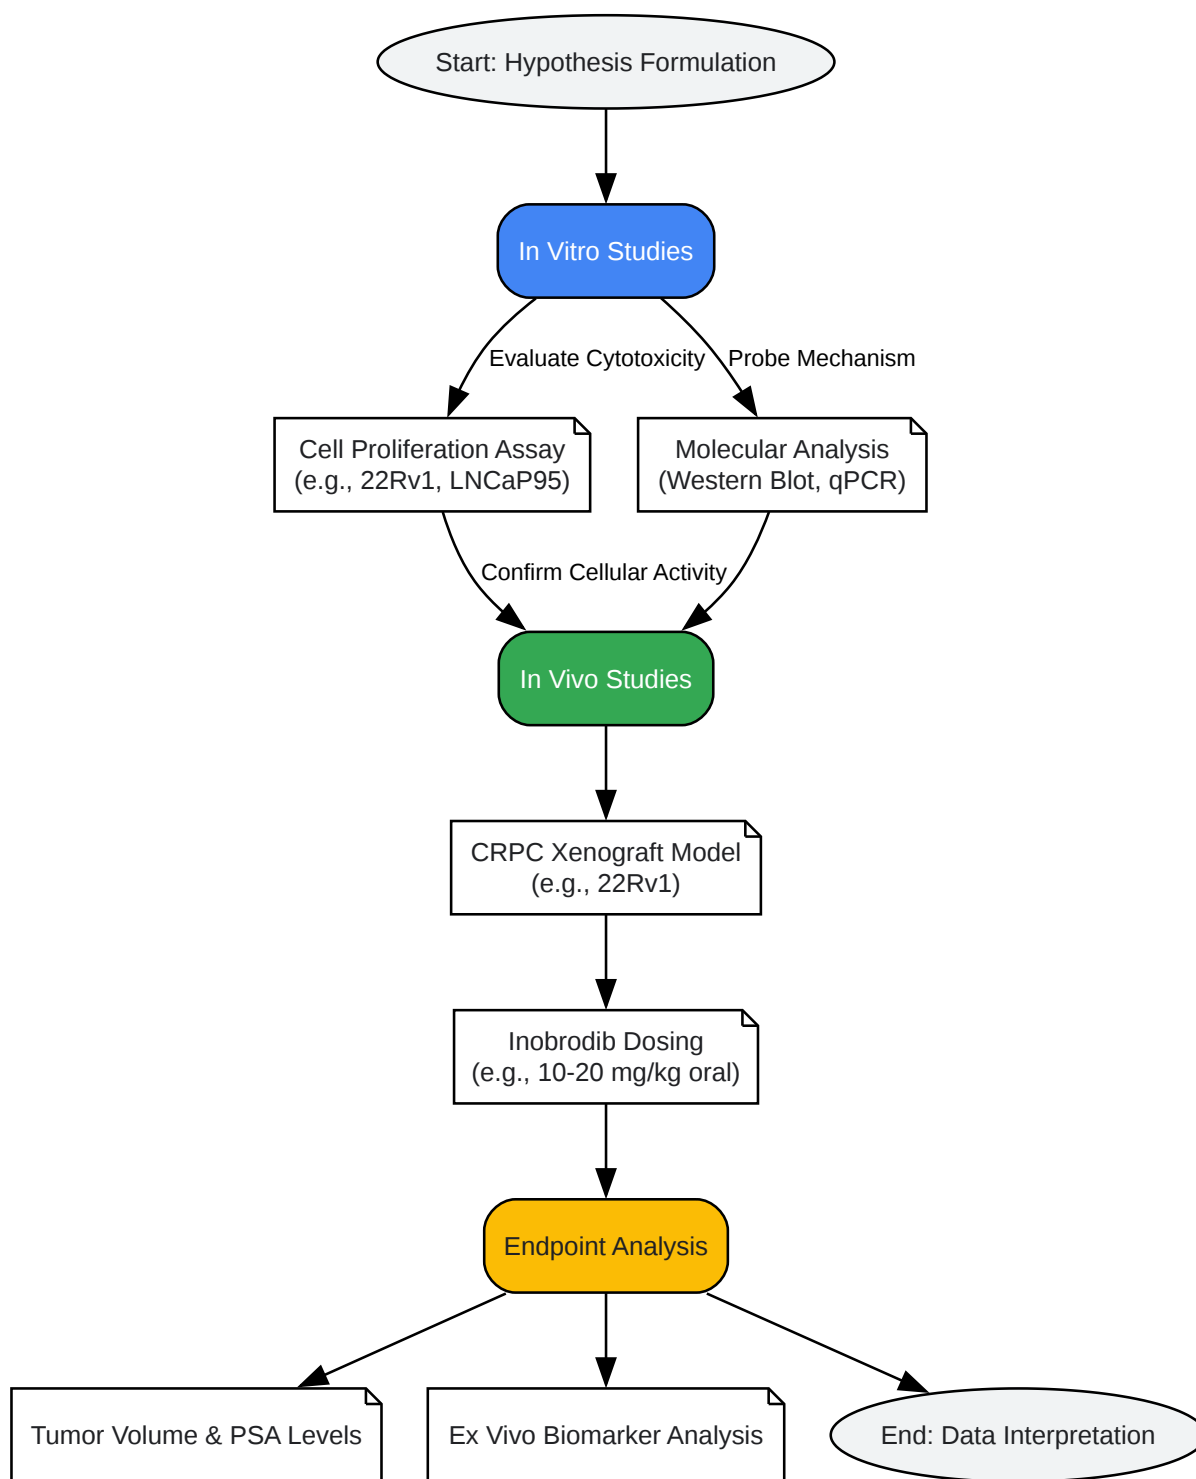 Start: Hypothesis Formulation
In Vitro Studies
Evaluate Cytotoxicity
Probe Mechanism
Cell Proliferation Assay
(e.g., 22Rv1, LNCaP95)
Molecular Analysis
(Western Blot, qPCR)
Confirm Cellular Activity
In Vivo Studies
CRPC Xenograft Model
(e.g., 22Rv1)
Inobrodib Dosing
(e.g., 10-20 mg/kg oral)
Endpoint Analysis
Tumor Volume & PSA Levels
Ex Vivo Biomarker Analysis
End: Data Interpretation